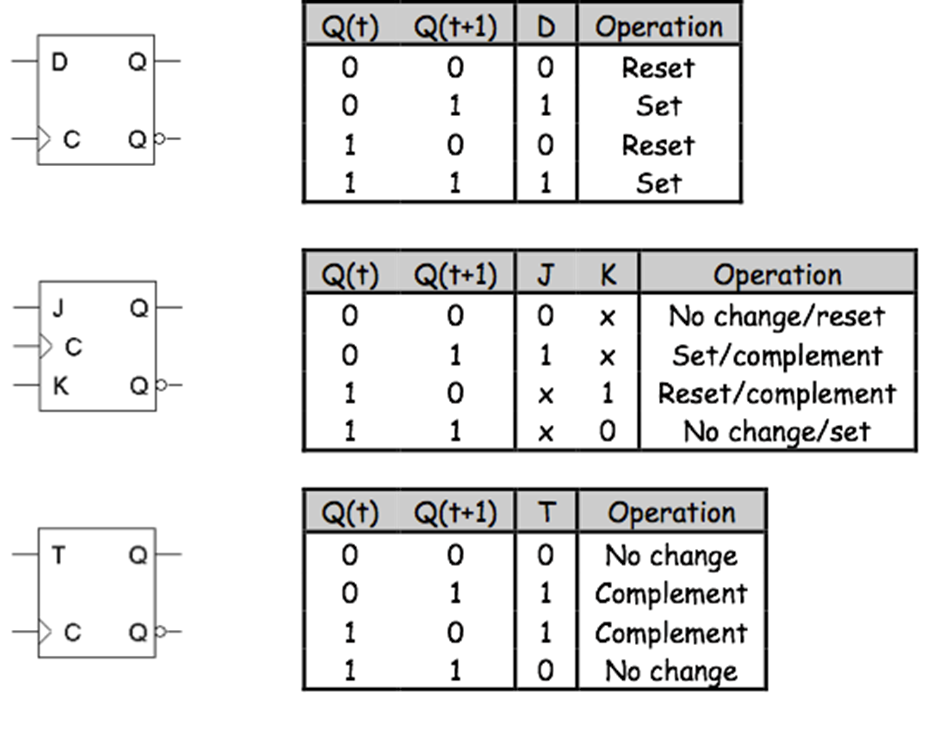 D Q
C Q
Q(t) Q(t+1) D Operation
0 0 0 Reset
0 1 1 Set
1 0 0 Reset
1 1 1 Set
J Q
C
K Q
Q(t) Q(t+1) J K Operation
0 0 0 x No change/reset
0 1 1 x Set/complement
1 0 x 1 Reset/complement
1 1 x 0 No change/set
T Q
C Q
Q(t) Q(t+1) T Operation
0 0 0 No change
0 1 1 Complement
1 0 1 Complement
1 1 0 No change